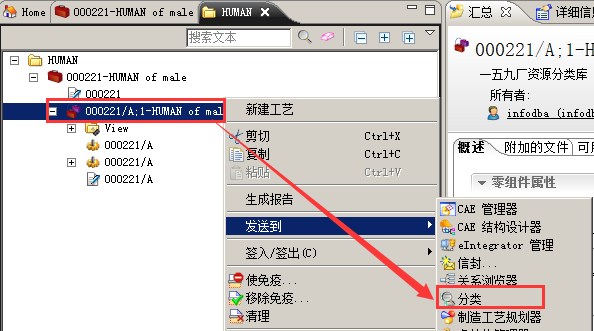 Home 000221-HUMAN of male HUMAN
搜索文本
HUMAN
000221-HUMAN of male
000221
000221/A;1-HUMAN of mal
View
000221/A
000221/A
000221/A
新建工艺
剪切 Ctrl+X
复制 Ctrl+C
粘贴 Ctrl+V
生成报告
发送到
签入/签出(C)
使免疫...
移除免疫...
清理
CAE 管理器
CAE 结构设计器
eIntegrator 管理
信封...
关系浏览器
分类
制造工艺规划器
汇总 详细信息
000221/A;1-HUM
一五九厂资源分类库
所有者:
infodba (infodb
概述 附加的文件 可用
零组件属性